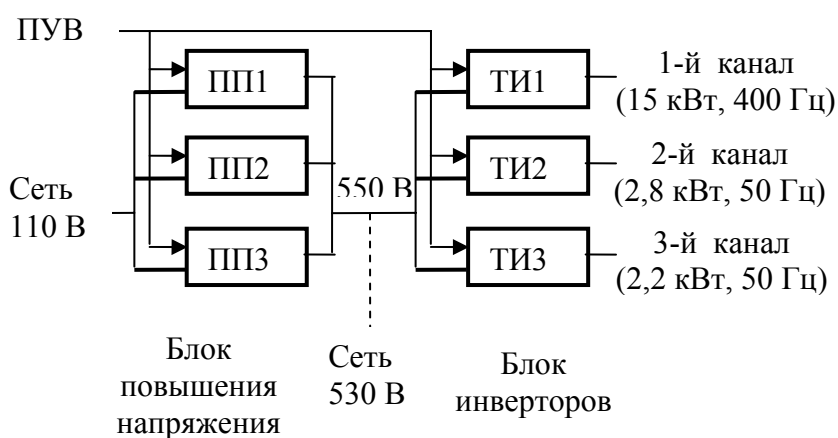 ПУВ
ПП1
ТИ1
1-й канал
(15 кВт, 400 Гц)
ПП2
ТИ2
2-й канал
(2,8 кВт, 50 Гц)
550 В
Сеть
110 В
ПП3
ТИ3
3-й канал
(2,2 кВт, 50 Гц)
Блок
повышения
напряжения
Сеть
530 В
Блок
инверторов